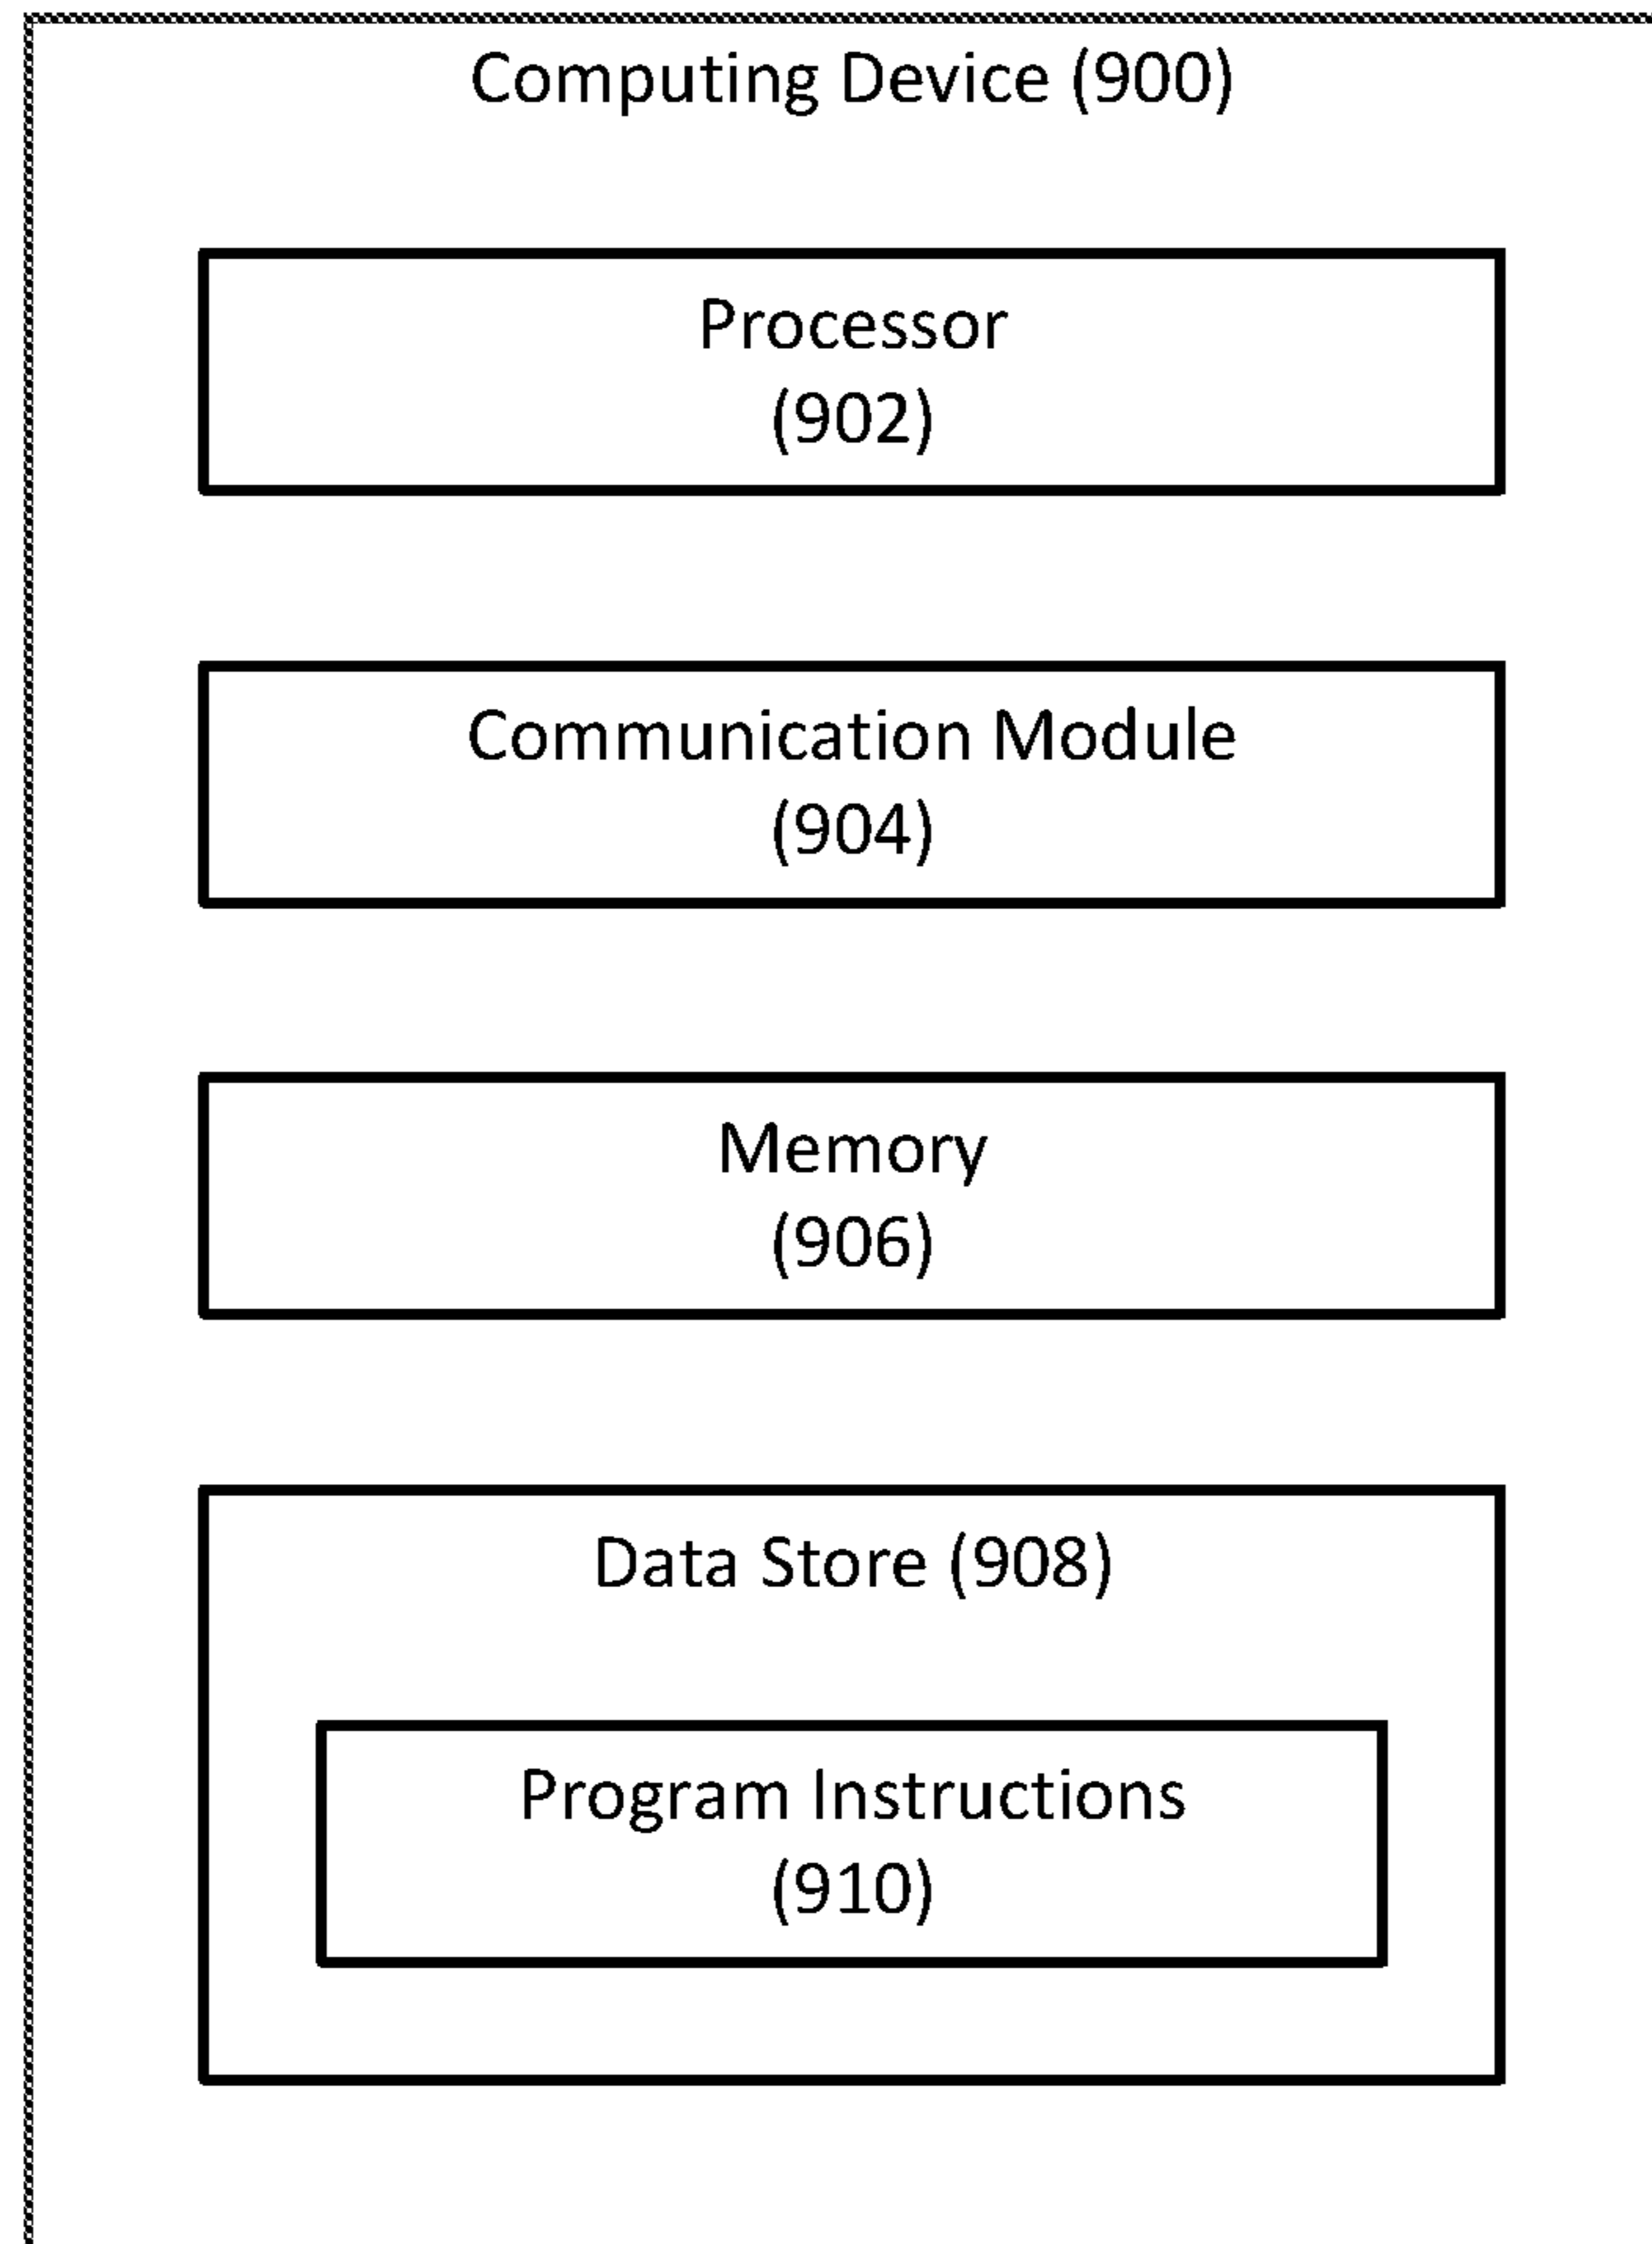 Computing Device (900)
Processor
(902)
Communication Module
(904)
Memory
(906)
Data Store (908)
Program Instructions
(910)